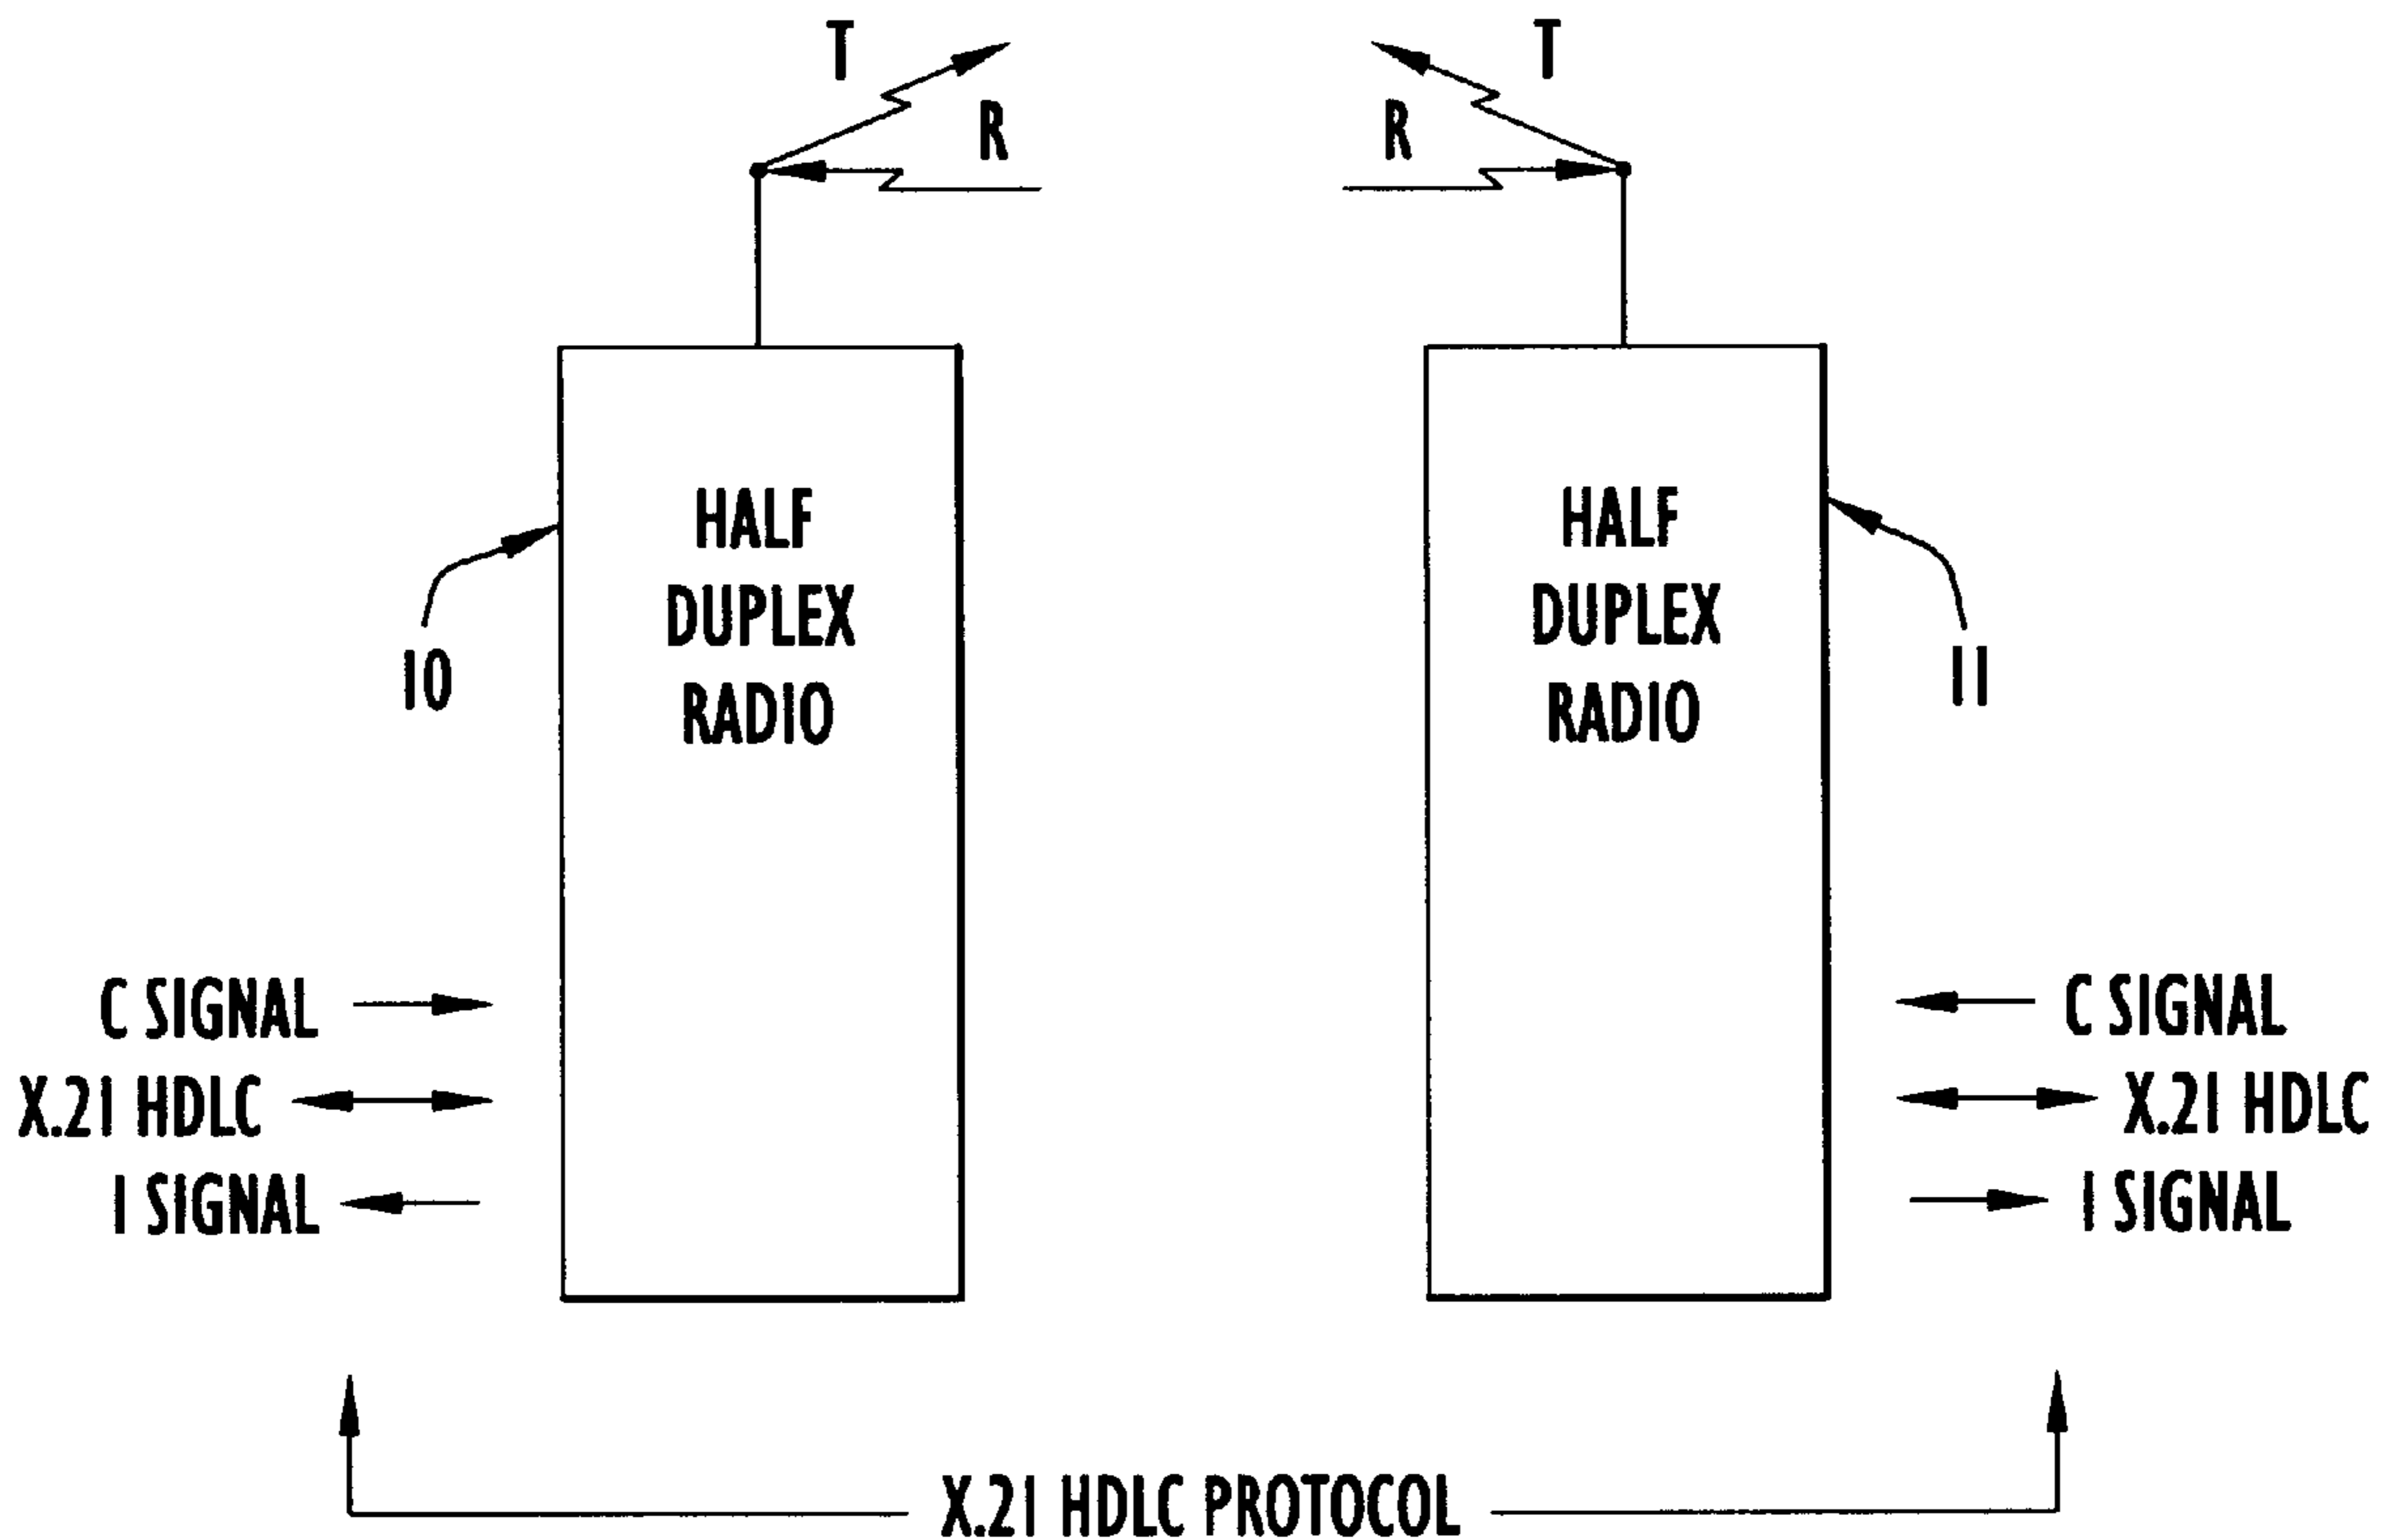 T
T
R
R
HALF
DUPLEX
RADIO
HALF
DUPLEX
RADIO
10
11
C SIGNAL
C SIGNAL
X.21 HDLC
X.21 HDLC
I SIGNAL
I SIGNAL
X.21 HDLC PROTOCOL